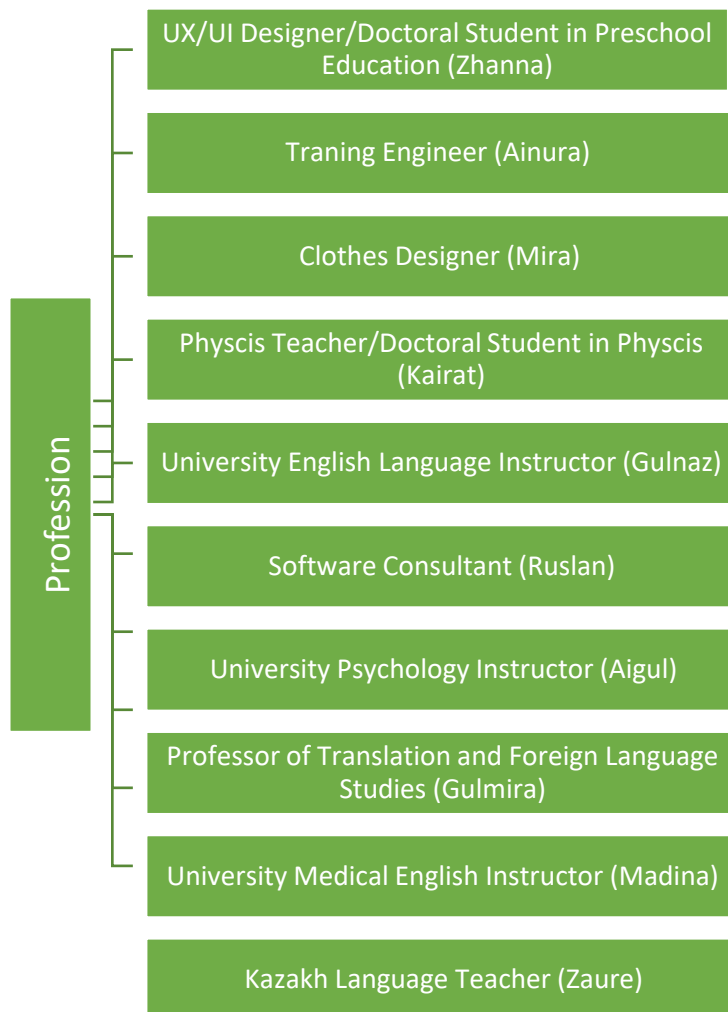 Profession
UX/UI Designer/Doctoral Student in Preschool
Education (Zhanna)
Traning Engineer (Ainura)
Clothes Designer (Mira)
Physcis Teacher/Doctoral Student in Physcis
(Kairat)
University English Language Instructor (Gulnaz)
Software Consultant (Ruslan)
University Psychology Instructor (Aigul)
Professor of Translation and Foreign Language
Studies (Gulmira)
University Medical English Instructor (Madina)
Kazakh Language Teacher (Zaure)